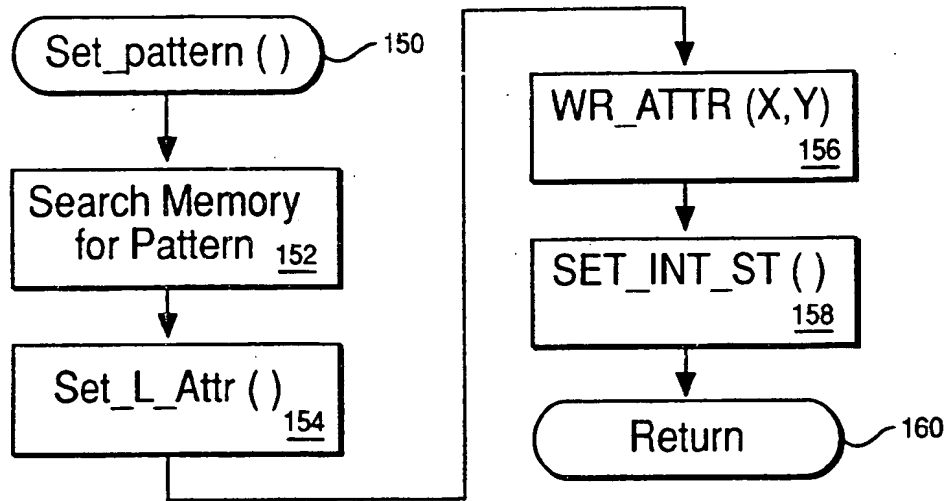 Set_pattern ( )
150
Search Memory
for Pattern 152
Set_L_Attr ( )
154
WR_ATTR (X,Y)
156
SET_INT_ST ( )
158
Return
160